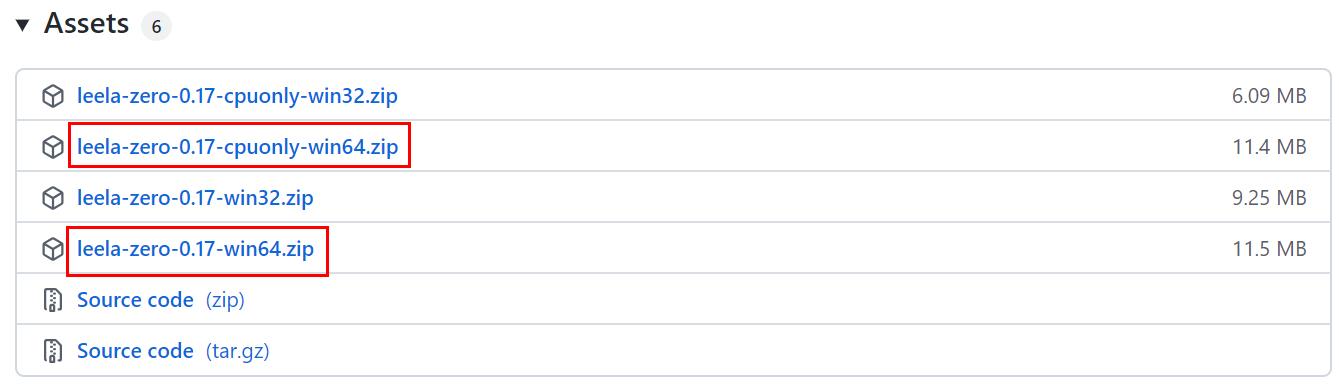 Assets 6
leela-zero-0.17-cpuonly-win32.zip 6.09 MB
leela-zero-0.17-cpuonly-win64.zip 11.4 MB
leela-zero-0.17-win32.zip 9.25 MB
leela-zero-0.17-win64.zip 11.5 MB
Source code (zip)
Source code (tar.gz)